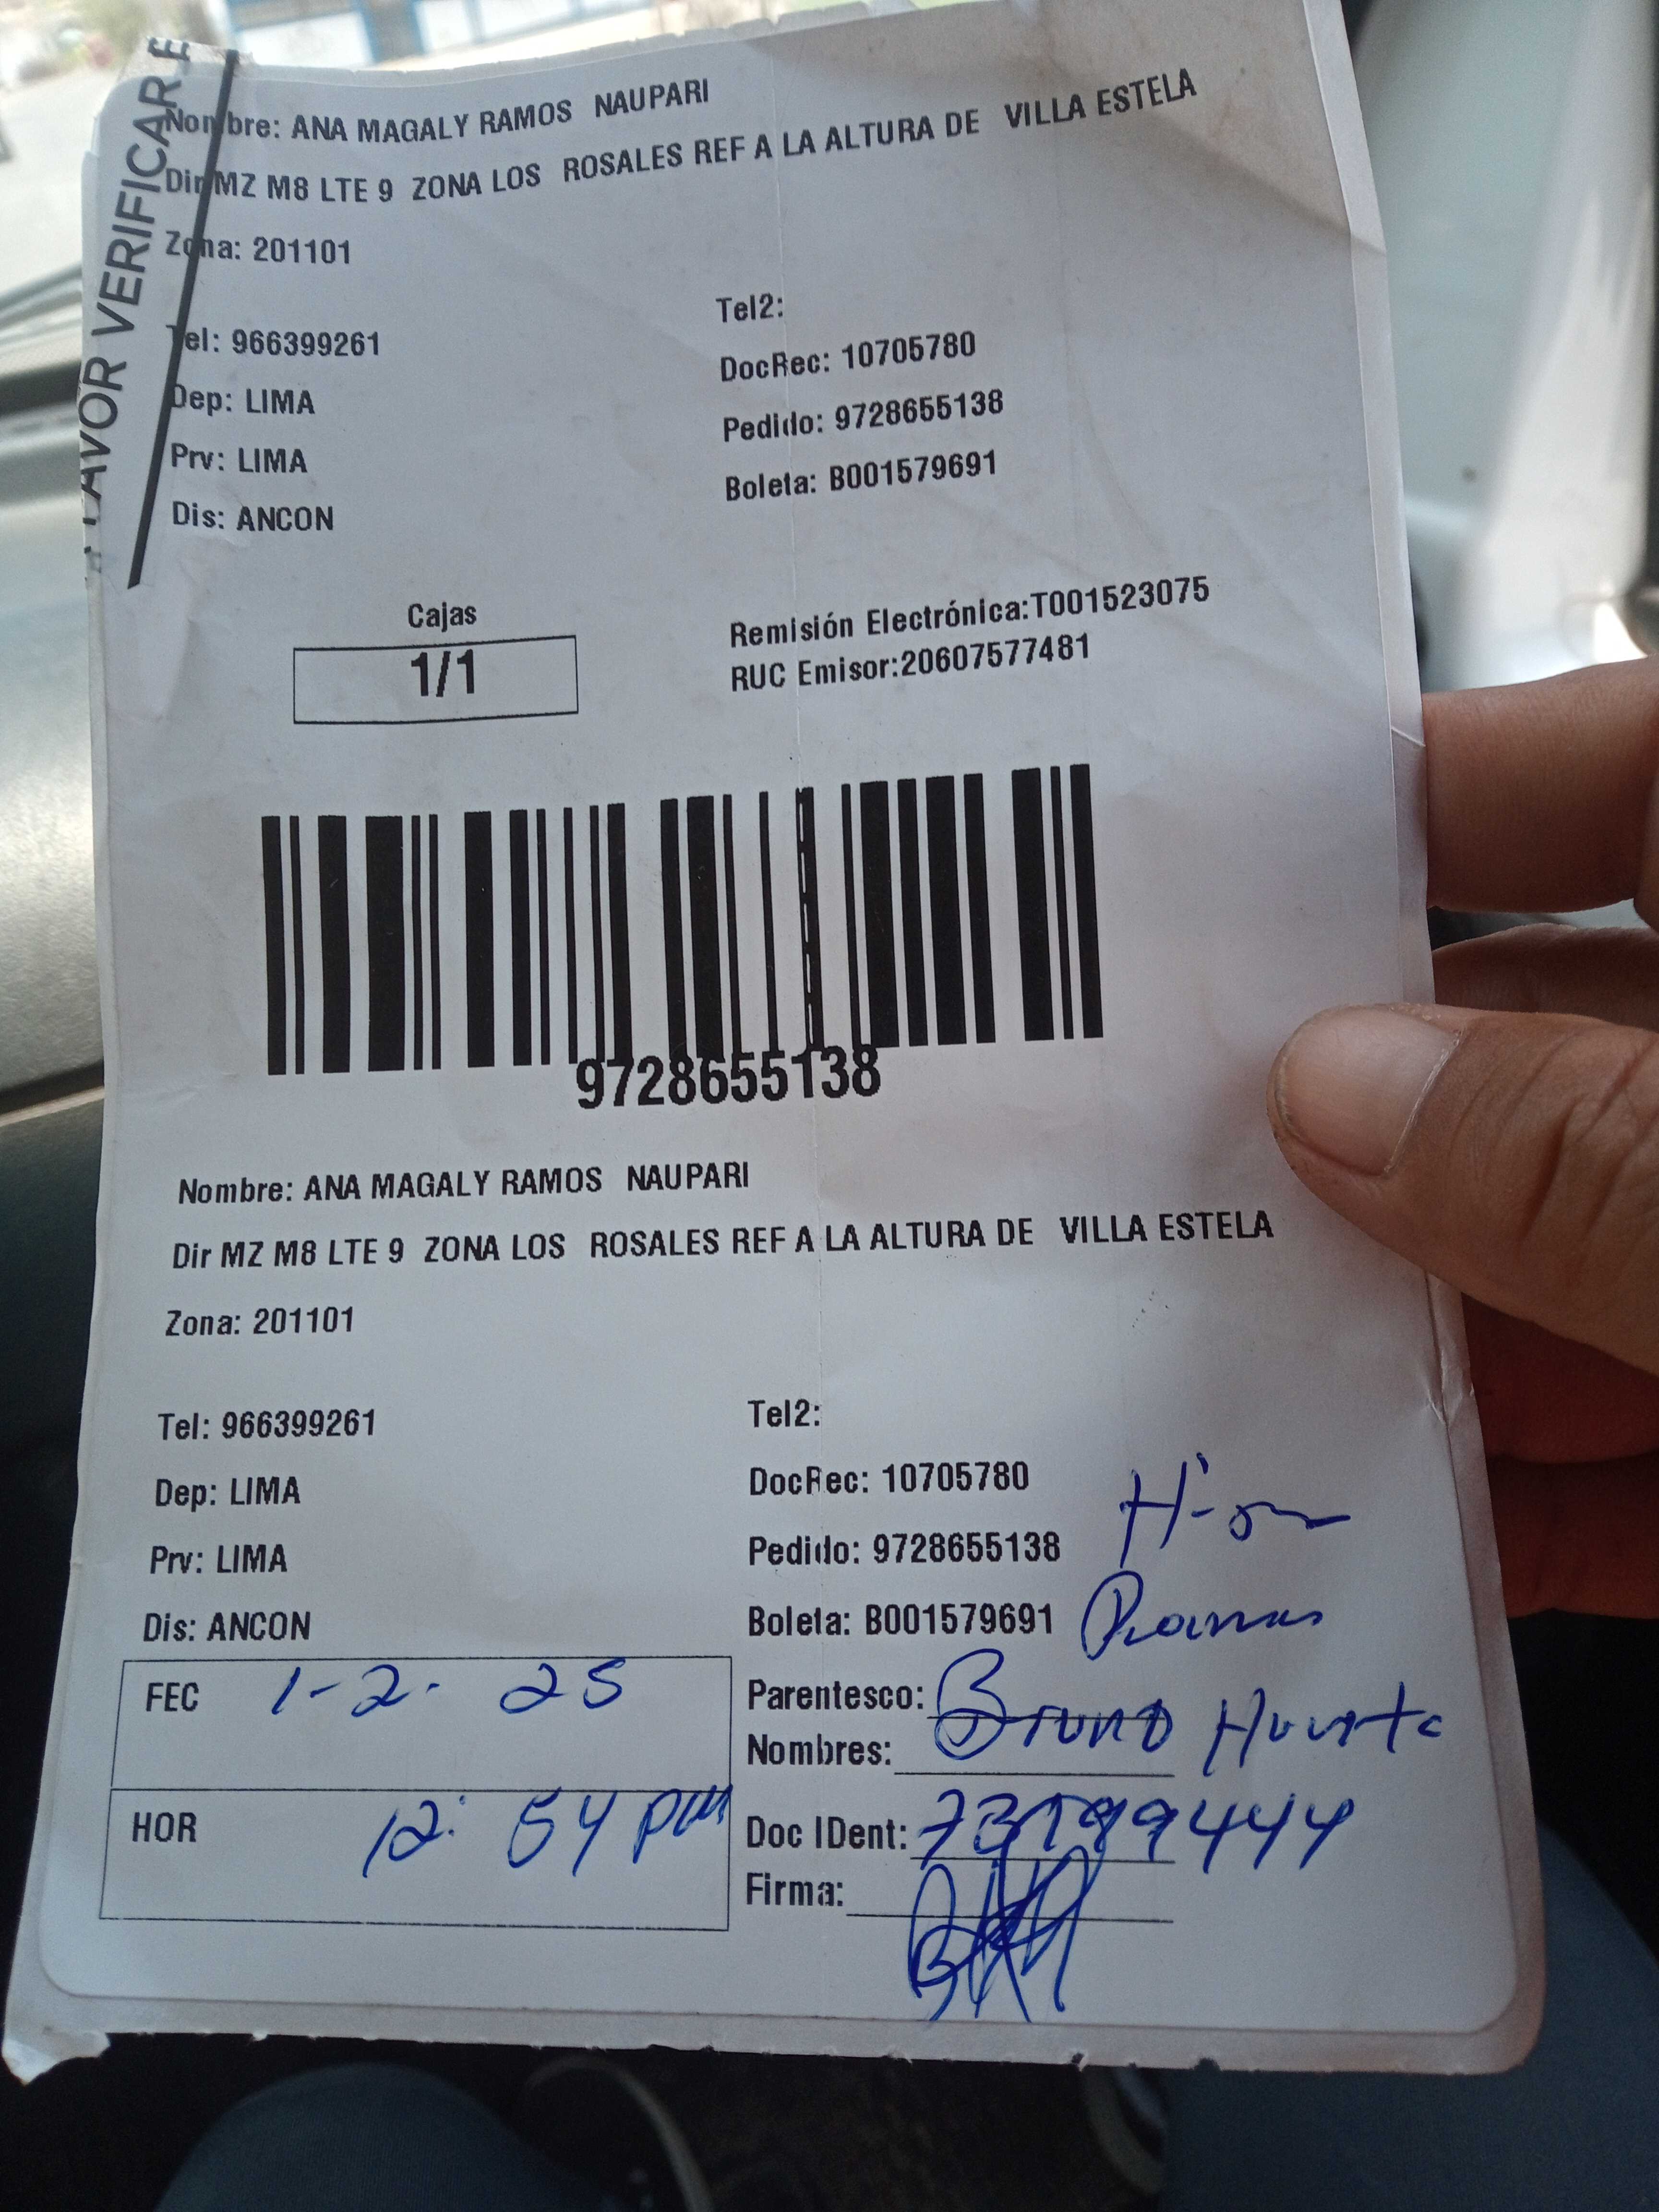 FAVOR VERIFICAR E
Nombre: ANA MAGALY RAMOS NAUPARI
Dir MZ M8 LTE 9 ZONA LOS ROSALES REF A LA ALTURA DE VILLA ESTELA
Zona: 201101
Tel: 966399261
Tel2:
Dep: LIMA
DocRec: 10705780
Prv: LIMA
Pedido: 9728655138
Dis: ANCON
Boleta: B001579691
Cajas
1/1
Remisión Electrónica:T001523075
RUC Emisor:20607577481
9728655138
Nombre: ANA MAGALY RAMOS NAUPARI
Dir MZ M8 LTE 9 ZONA LOS ROSALES REF A LA ALTURA DE VILLA ESTELA
Zona: 201101
Tel: 966399261
Tel2:
Dep: LIMA
DocRec: 10705780
Prv: LIMA
Pedido: 9728655138
Dis: ANCON
Boleta: B001579691
Ramos
FEC 1-2. 25
Parentesco: Bruno
Nombres:
HOR 12: 54 pm
Doc IDent:
Firma: